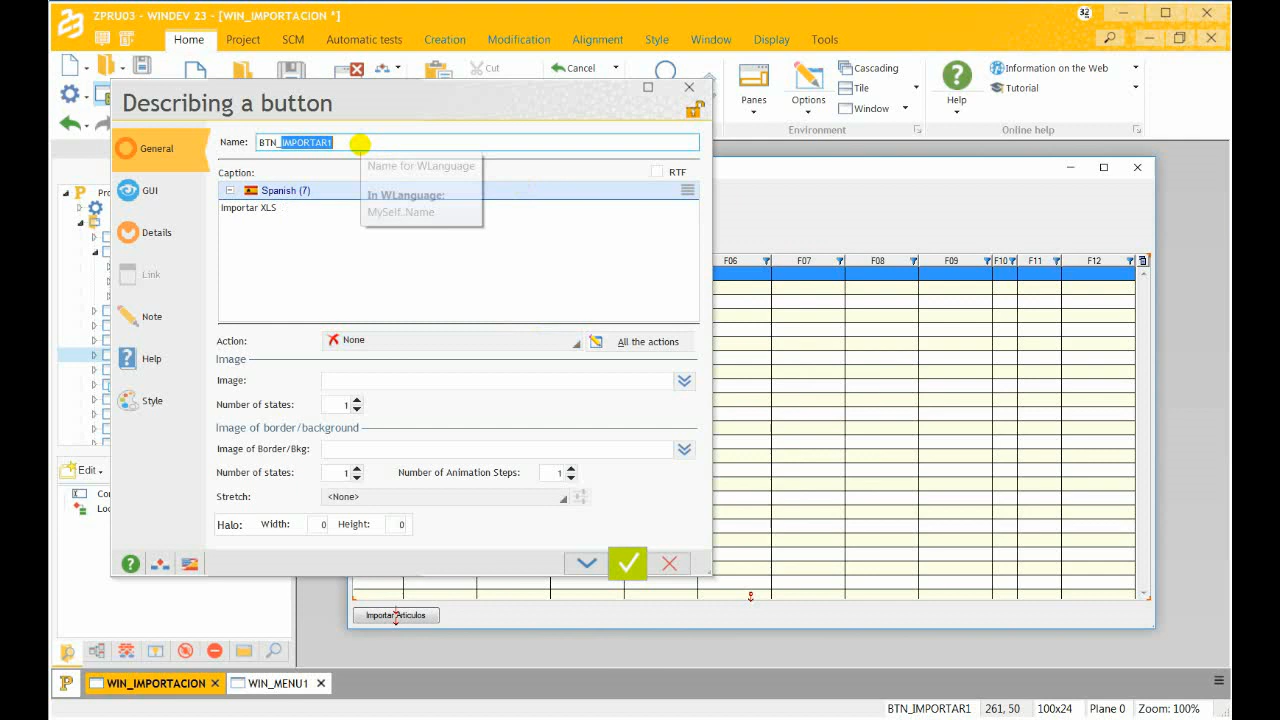 ZPRU03 - WINDEV 23 - [WIN_IMPORTACION *]
32
Home
Project
SCM
Automatic tests
Creation
Modification
Alignment
Style
Window
Display
Tools
Cut
Cancel
Panes
Options
Cascading
Tile
Window
Environment
Help
Information on the Web
Tutorial
Online help
Describing a button
General
GUI
Details
Link
Note
Help
Style
Name:
BTN_IMPORTAR1
Name for WLanguage
In WLanguage:
MySelf..Name
Caption:
RTF
Spanish (7)
Importar XLS
Action:
None
All the actions
Image
Image:
Number of states:
1
Image of border/background
Image of Border/Bkg:
Number of states:
1
Number of Animation Steps:
1
Stretch:
<None>
Halo:
Width:
0
Height:
0
F06
F07
F08
F09
F10
F11
F12
Importar Articulos
Edit
WIN_IMPORTACION
WIN_MENU1
BTN_IMPORTAR1
261, 50
100x24
Plane 0
Zoom: 100%